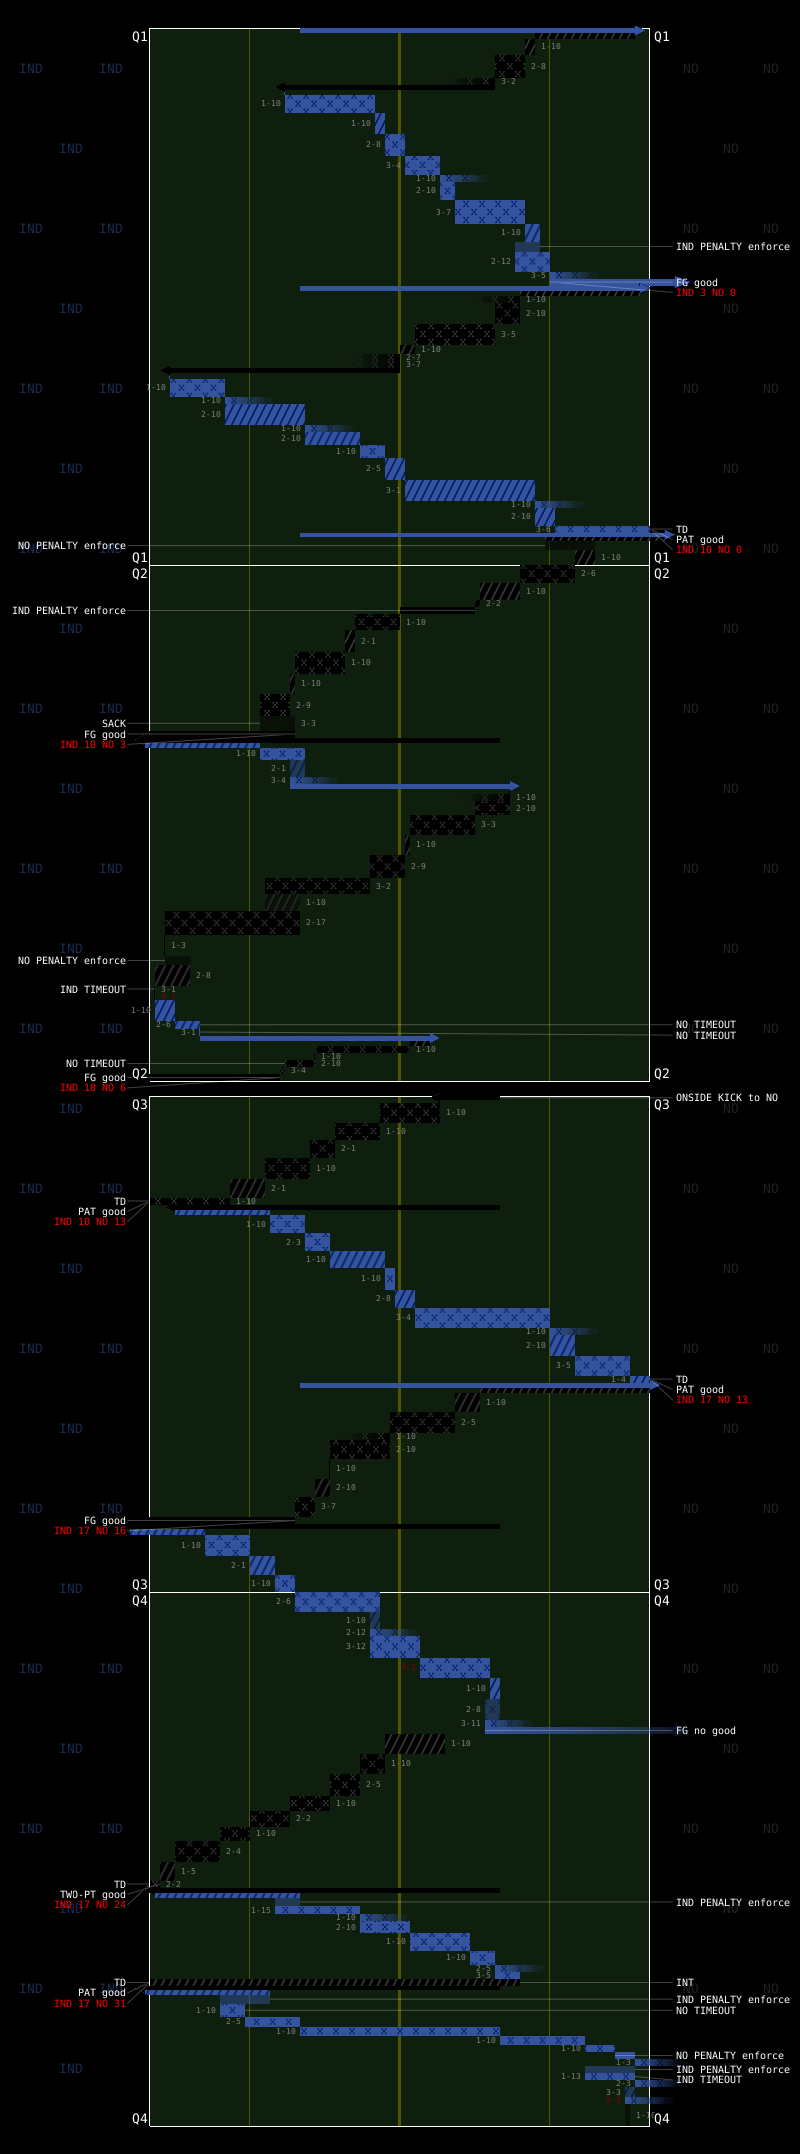 Q1 Q1
1-10
IND IND NO NO
2-8
3-2
1-10
1-10
2-8
IND NO
3-4
1-10
2-10
3-7
IND IND NO NO
1-10
IND PENALTY enforce
2-12
3-5
FG good
IND 3 NO 0
1-10
IND NO
2-10
3-5
1-10
2-7
3-7
IND IND 1-10 NO NO
1-10
2-10
1-10
2-10
1-10
IND 2-5 NO
3-1
1-10
2-10
3-6 TD
PAT good
NO PENALTY enforce
IND 10 NO 0
Q1 1-10 Q1
Q2 2-6 Q2
1-10
2-2
IND PENALTY enforce
1-10
IND NO
2-1
1-10
1-10
IND IND 2-9 NO NO
SACK 3-3
FG good
IND 10 NO 3
1-10
2-1
3-4
IND NO
1-10
2-10
3-3
1-10
IND IND 2-9 NO NO
3-2
1-10
2-17
IND 1-3 NO
NO PENALTY enforce
2-8
IND TIMEOUT 3-1
1-10
2-6 NO TIMEOUT
IND IND 3-1 NO TIMEOUT
1-10
1-10
NO TIMEOUT 2-10
3-4
Q2 Q2
FG good
IND 10 NO 6
ONSIDE KICK to NO
Q3 Q3
IND 1-10 NO
1-10
2-1
1-10
IND IND 2-1 NO NO
TD 1-10
PAT good
IND 10 NO 13
1-10
2-3
1-10
IND NO
1-10
2-8
3-4
1-10
IND IND 2-10 NO NO
3-5
1-4 TD
PAT good
IND 17 NO 13
1-10
2-5
IND NO
1-10
2-10
1-10
2-10
IND IND 3-7 NO NO
FG good
IND 17 NO 16
1-10
2-1
1-10
Q3 Q3
IND NO
Q4 2-6 Q4
1-10
2-12
3-12
IND IND NO NO
1-10
2-8
3-11
FG no good
1-10
IND NO
1-10
2-5
1-10
2-2
IND IND 1-10 NO NO
2-4
1-5
TD 2-2
TWO-PT good
IND PENALTY enforce
IND 17 NO 24
IND 1-15 NO
1-10
2-10
1-10
1-10
2-5
3-5
TD INT
IND IND NO NO
PAT good
IND PENALTY enforce
IND 17 NO 31
1-10 NO TIMEOUT
2-5
1-10
1-10
1-10
NO PENALTY enforce
1-3
IND IND PENALTY enforce
1-13 IND TIMEOUT
2-3
3-3
Q4 1-10 Q4